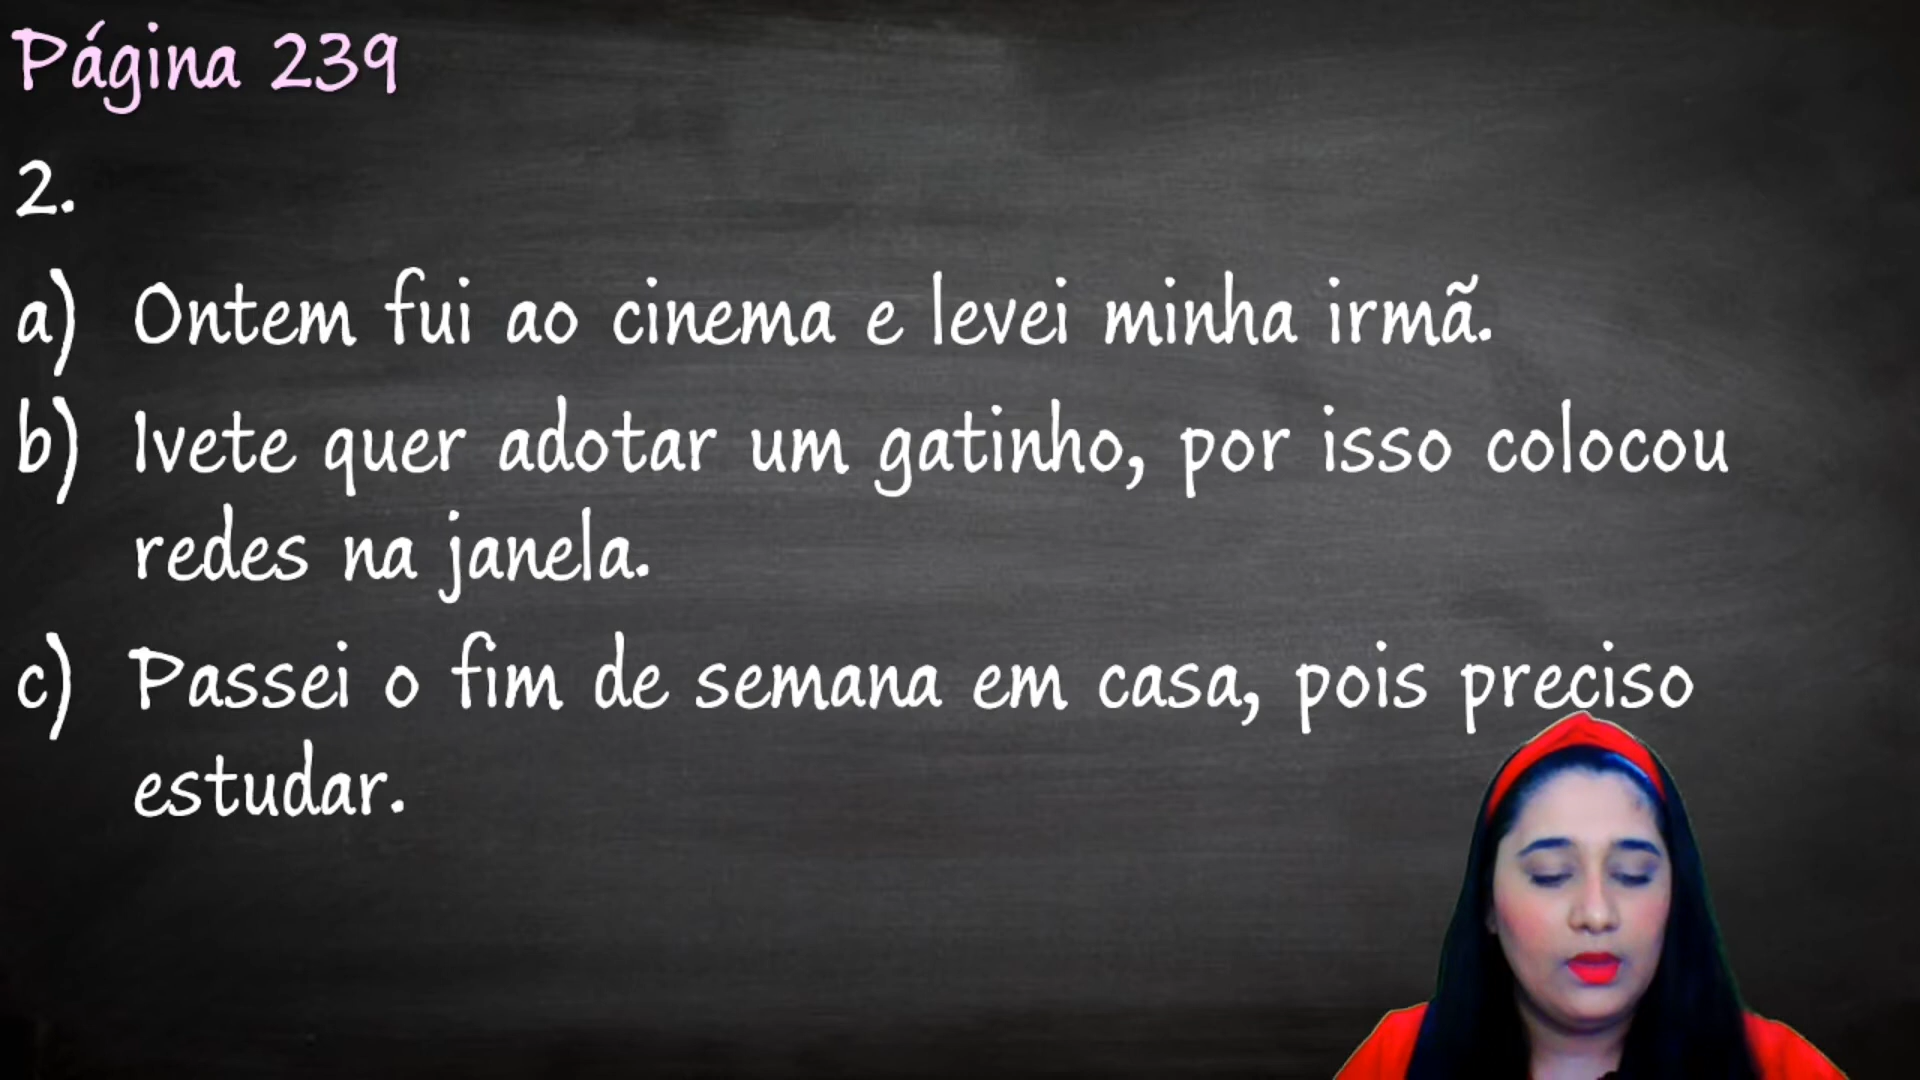 Página 239
2.
a) Ontem fui ao cinema e levei minha irmã.
b) Ivete quer adotar um gatinho, por isso colocou
redes na janela.
c) Passei o fim de semana em casa, pois preciso
estudar.